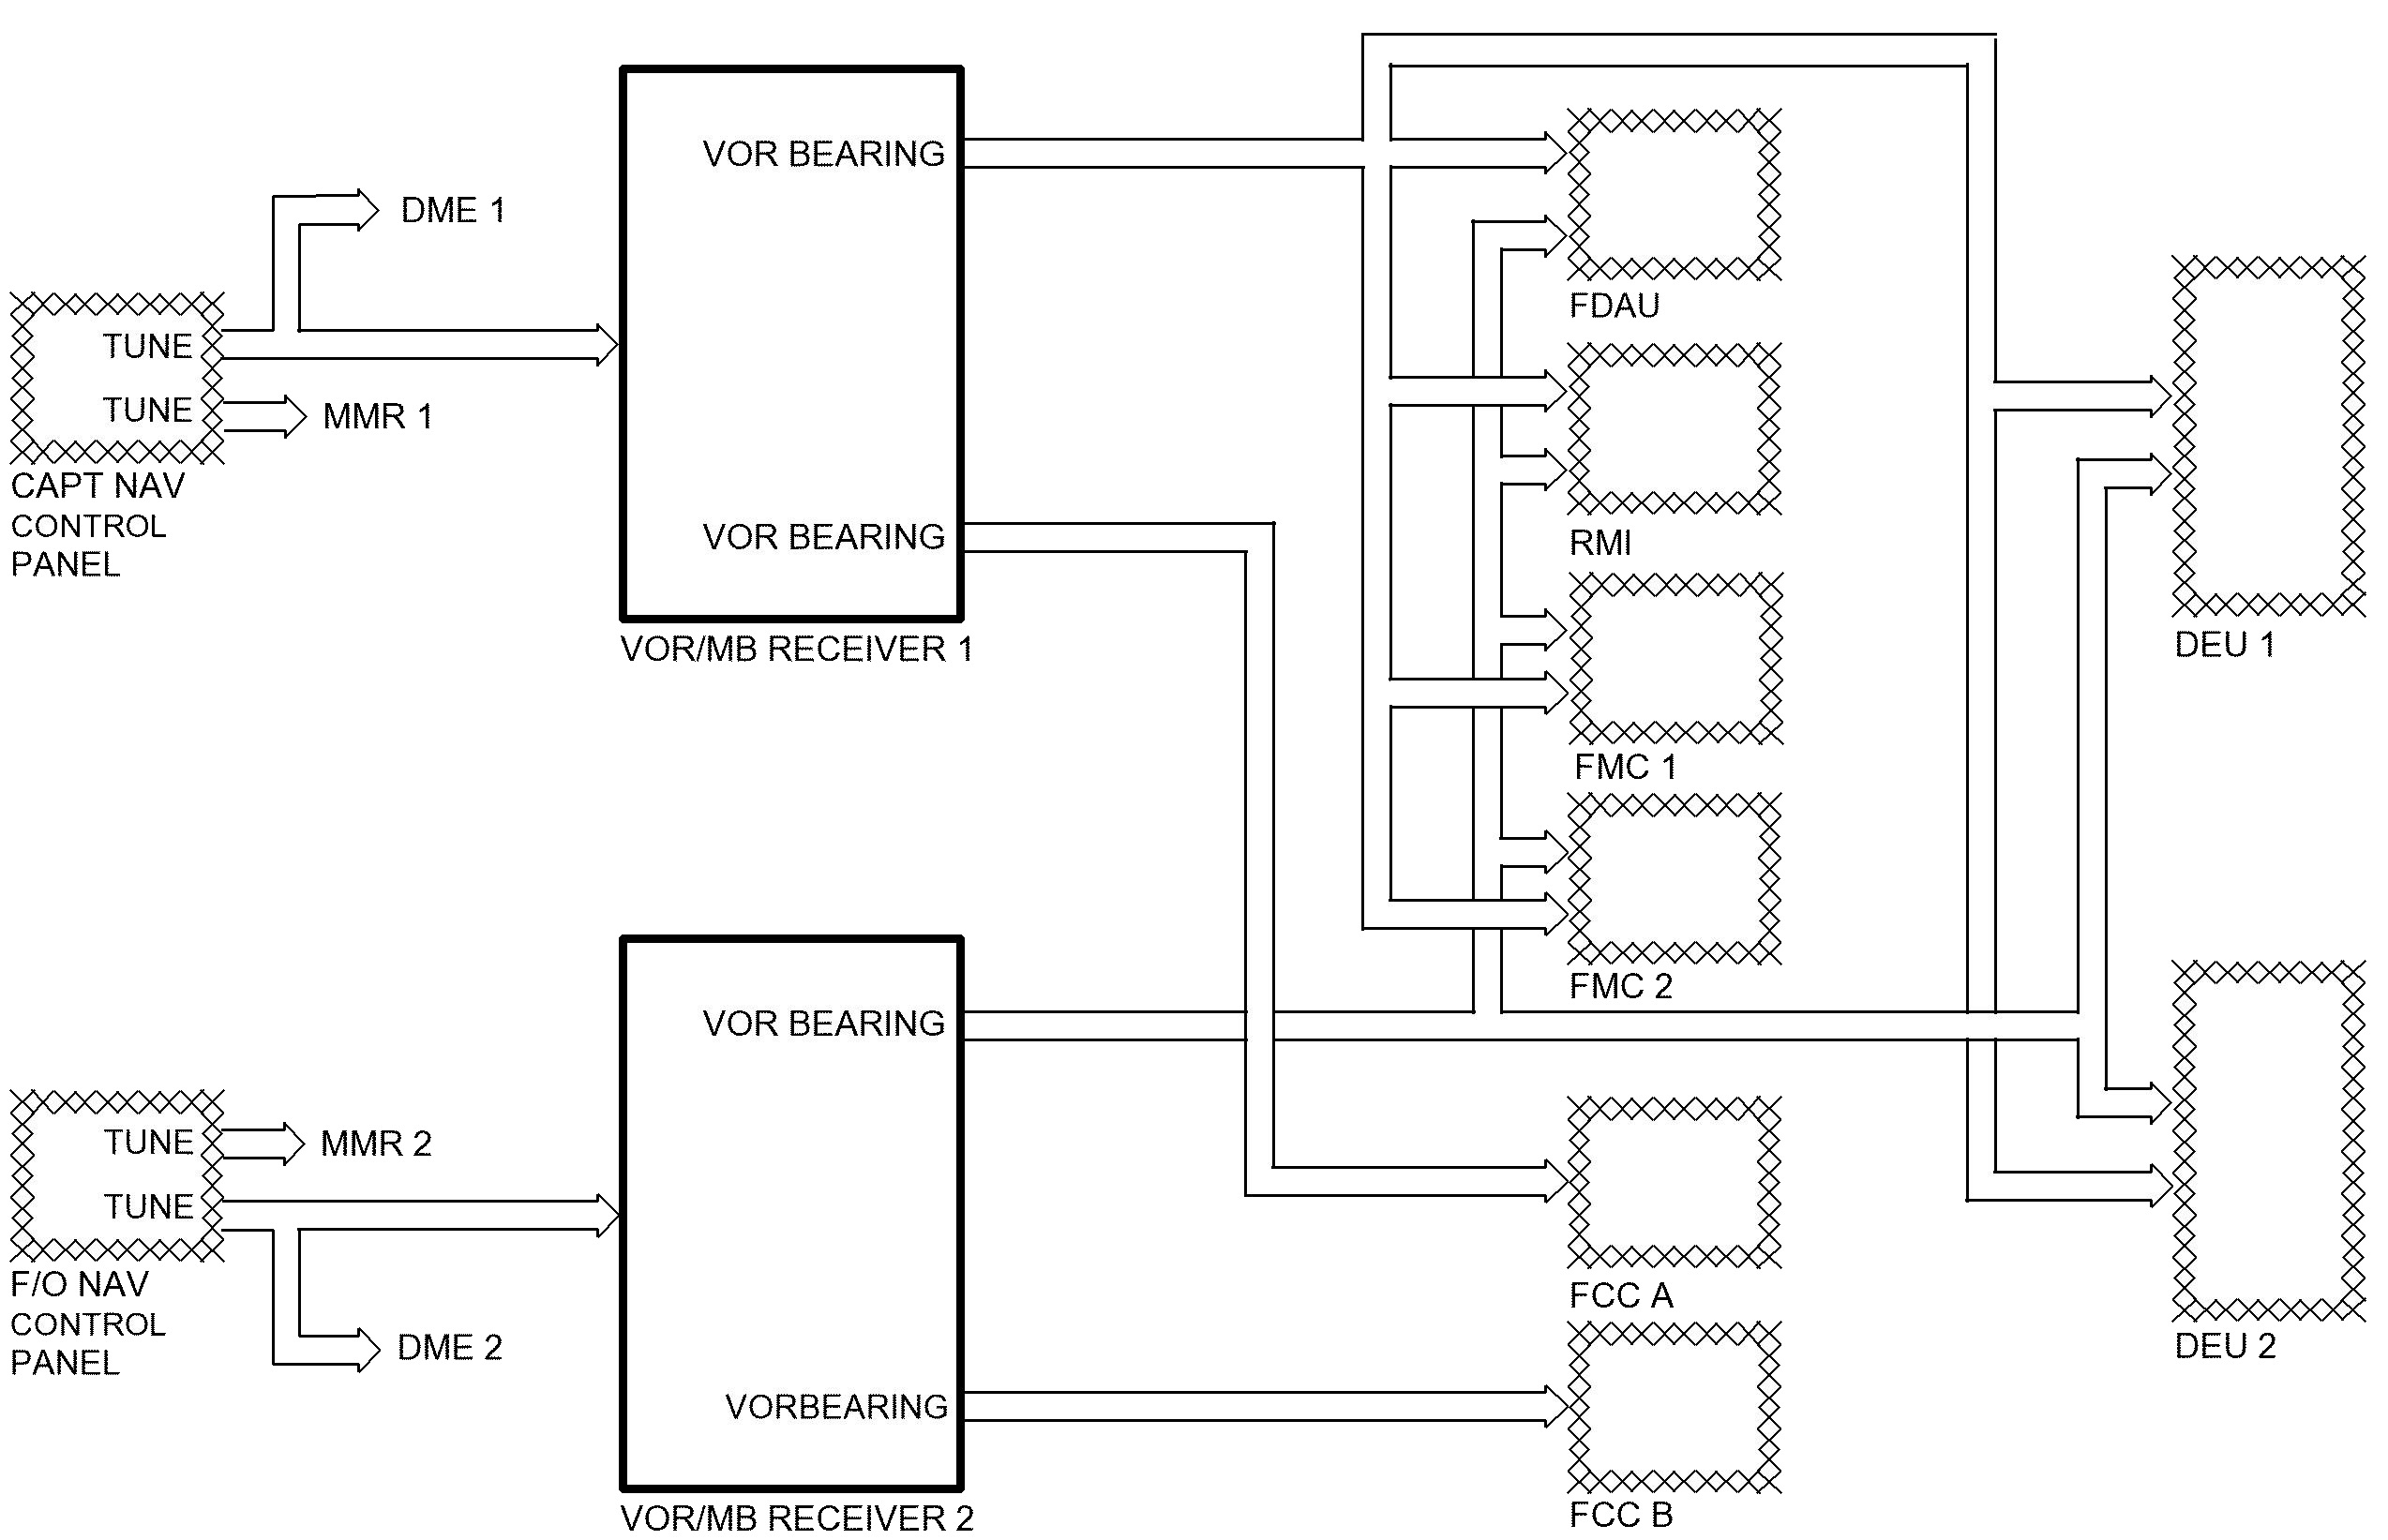 VOR BEARING
DME 1
TUNE
TUNE
MMR 1
CAPT NAV
CONTROL
PANEL
VOR BEARING
VOR/MB RECEIVER 1
FDAU
RMI
FMC 1
FMC 2
DEU 1
VOR BEARING
TUNE
MMR 2
TUNE
F/O NAV
CONTROL
PANEL
DME 2
VORBEARING
VOR/MB RECEIVER 2
FCC A
FCC B
DEU 2